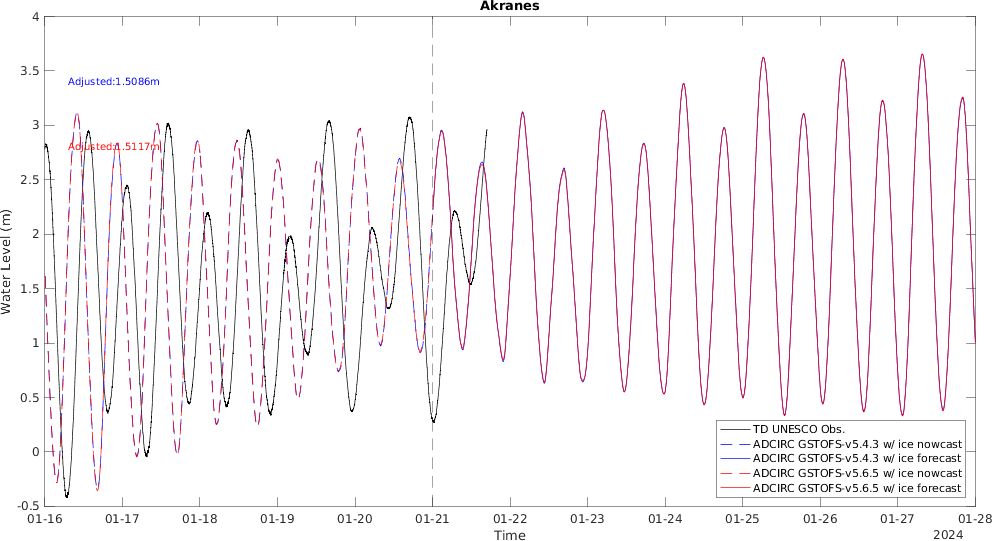 Akranes
4
3.5
3
2.5
2
1.5
1
0.5
0
-0.5
Water Level (m)
Adjusted:1.5086m
Adjusted:1.5117m
TD UNESCO Obs.
ADCIRC GSTOFS-v5.4.3 w/ ice nowcast
ADCIRC GSTOFS-v5.4.3 w/ ice forecast
ADCIRC GSTOFS-v5.6.5 w/ ice nowcast
ADCIRC GSTOFS-v5.6.5 w/ ice forecast
01-16 01-17 01-18 01-19 01-20 01-21 01-22 01-23 01-24 01-25 01-26 01-27 01-28
Time
2024